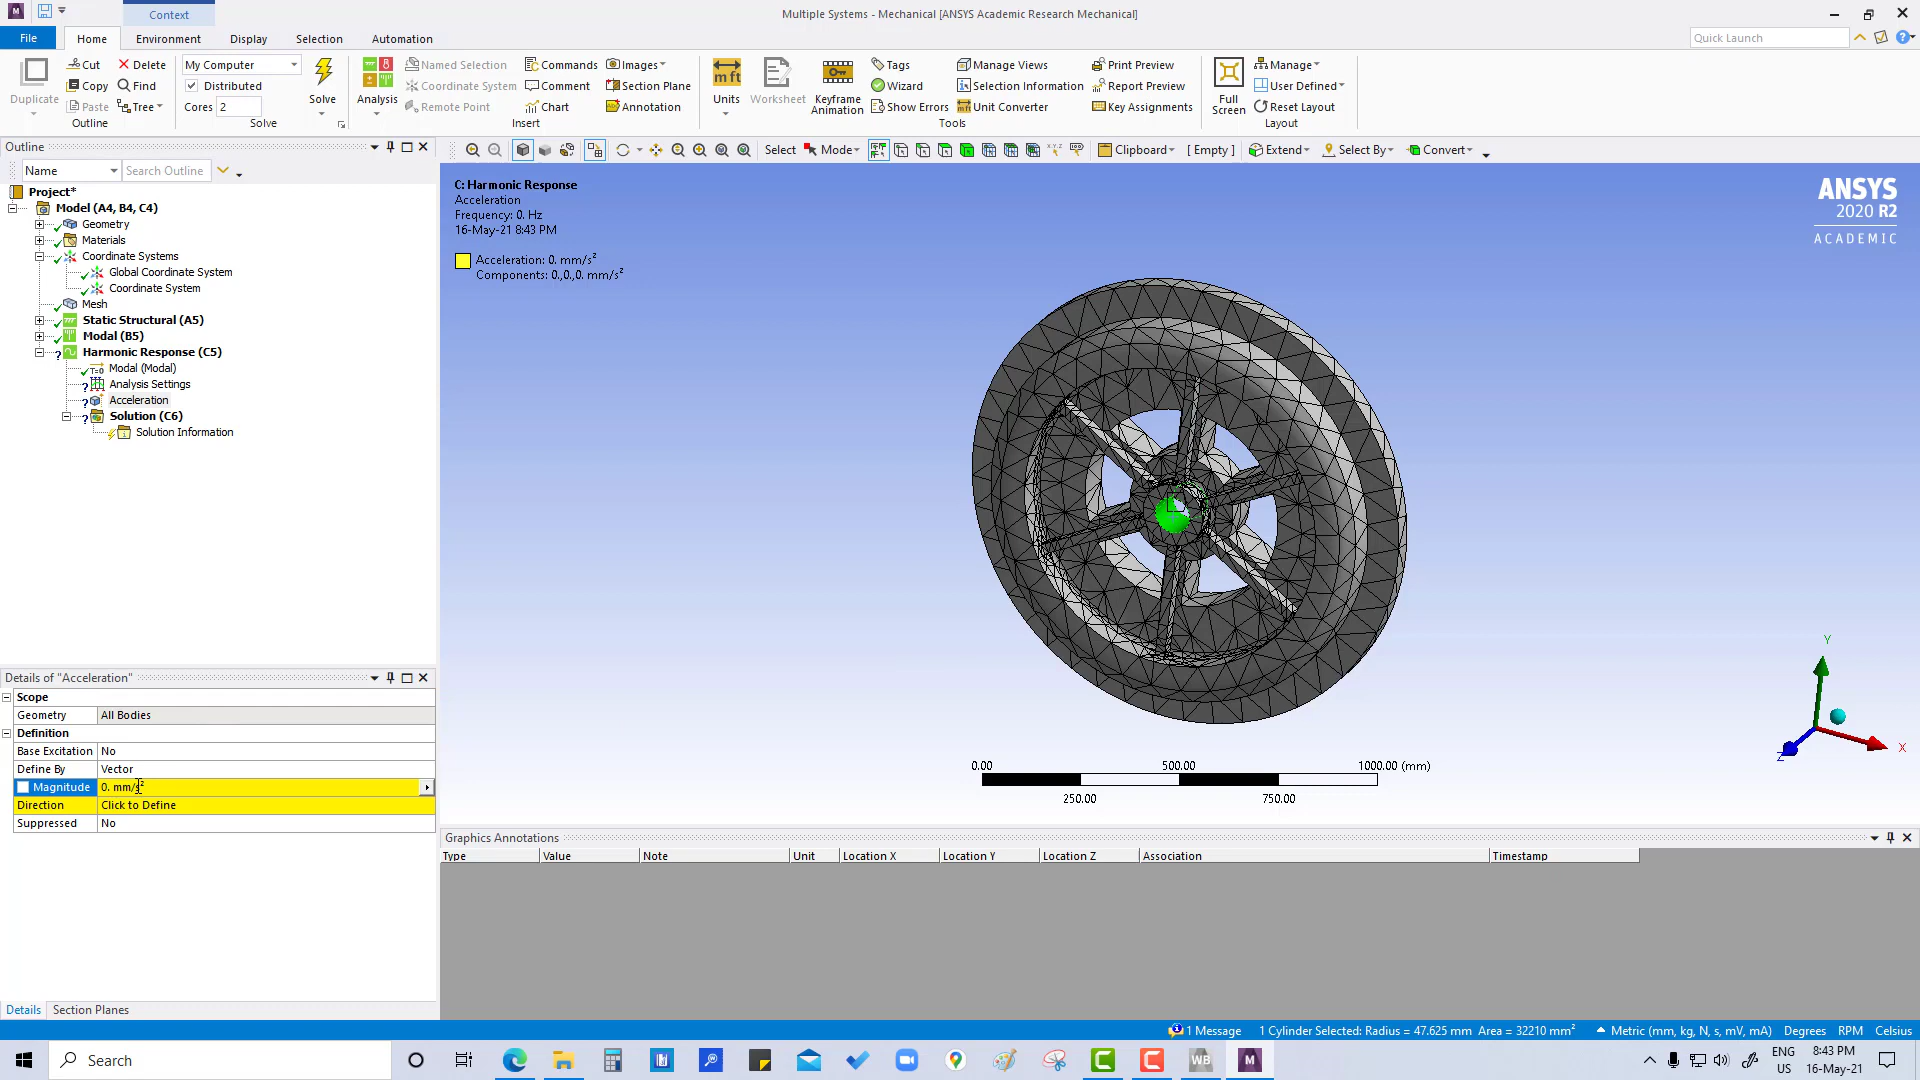 Context
Multiple Systems - Mechanical [ANSYS Academic Research Mechanical]
File Home Environment Display Selection Automation Quick Launch
Duplicate
Cut
Delete
Copy
Find
Paste
Tree
Outline
My Computer
Distributed
Cores 2
Solve
Solve
Analysis
Named Selection
Coordinate System
Remote Point
Commands
Comment
Chart
Images
Section Plane
Annotation
Insert
Units
Worksheet
Keyframe
Animation
Tags
Wizard
Show Errors
Manage Views
Selection Information
Unit Converter
Print Preview
Report Preview
Key Assignments
Tools
Full
Screen
Manage
User Defined
Reset Layout
Layout
Outline
Name Search Outline
Project*
Model (A4, B4, C4)
Geometry
Materials
Coordinate Systems
Global Coordinate System
Coordinate System
Mesh
Static Structural (A5)
Modal (B5)
Harmonic Response (C5)
Modal (Modal)
Analysis Settings
Acceleration
Solution (C6)
Solution Information
Select Mode Clipboard [ Empty ] Extend Select By Convert
C: Harmonic Response
Acceleration
Frequency: 0. Hz
16-May-21 8:43 PM
Acceleration: 0. mm/s²
Components: 0.,0.,0. mm/s²
ANSYS
2020 R2
ACADEMIC
Y
X
Z
0.00 500.00 1000.00 (mm)
250.00 750.00
Details of "Acceleration"
Scope
Geometry All Bodies
Definition
Base Excitation No
Define By Vector
Magnitude 0. mm/s²
Direction Click to Define
Suppressed No
Details Section Planes
Graphics Annotations
Type Value Note Unit Location X Location Y Location Z Association Timestamp
1 Message 1 Cylinder Selected: Radius = 47.625 mm Area = 32210 mm² Metric (mm, kg, N, s, mV, mA) Degrees RPM Celsius
Search
WB
M
ENG
US
8:43 PM
16-May-21